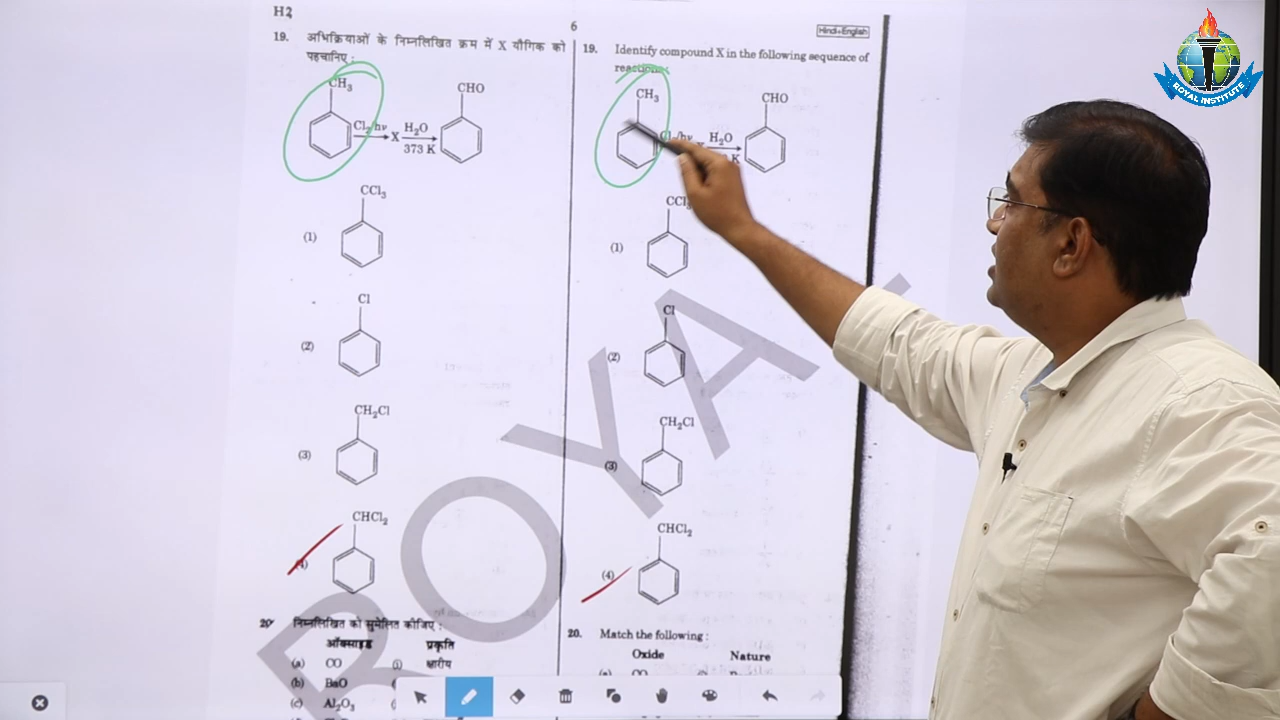 H2
6
Hindi+English
19. अभिक्रियाओं के निम्नलिखित क्रम में X यौगिक को
पहचानिए :
CH₃
CHO
Cl₂/hν
X
H₂O
373 K
(1)
CCl₃
(2)
Cl
(3)
CH₂Cl
(4)
CHCl₂
20. निम्नलिखित को सुमेलित कीजिए :
ऑक्साइड
प्रकृति
(a) CO (i) क्षारीय
(b) BaO
(c) Al₂O₃
19. Identify compound X in the following sequence of
reactions :
CH₃
CHO
Cl₂/hν
H₂O
K
(1)
CCl₃
(2)
Cl
(3)
CH₂Cl
(4)
CHCl₂
20. Match the following :
Oxide Nature
ROYA
ROYAL INSTITUTE